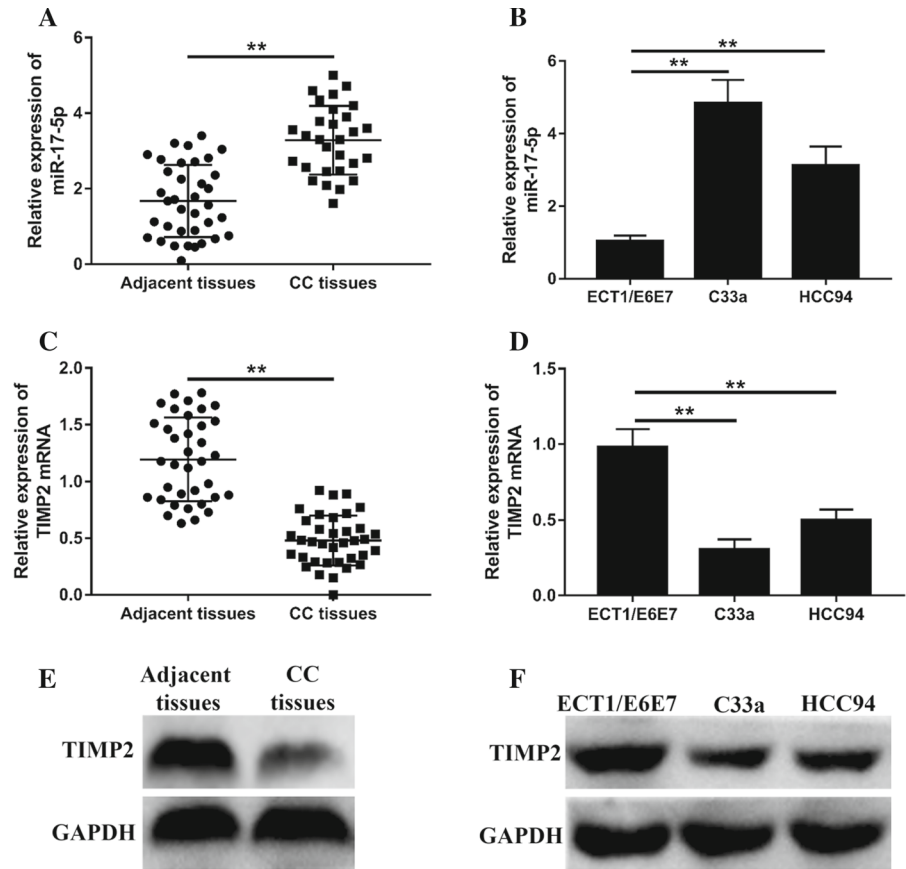 A
Relative expression of
miR-17-5p
6
4
2
0
**
Adjacent tissues
CC tissues
B
Relative expression of
miR-17-5p
6
4
2
0
**
**
ECT1/E6E7
C33a
HCC94
C
Relative expression of
TIMP2 mRNA
2.0
1.5
1.0
0.5
0.0
**
Adjacent tissues
CC tissues
D
Relative expression of
TIMP2 mRNA
1.5
1.0
0.5
0.0
**
**
ECT1/E6E7
C33a
HCC94
E
Adjacent
tissues
CC
tissues
TIMP2
GAPDH
F
ECT1/E6E7 C33a HCC94
TIMP2
GAPDH